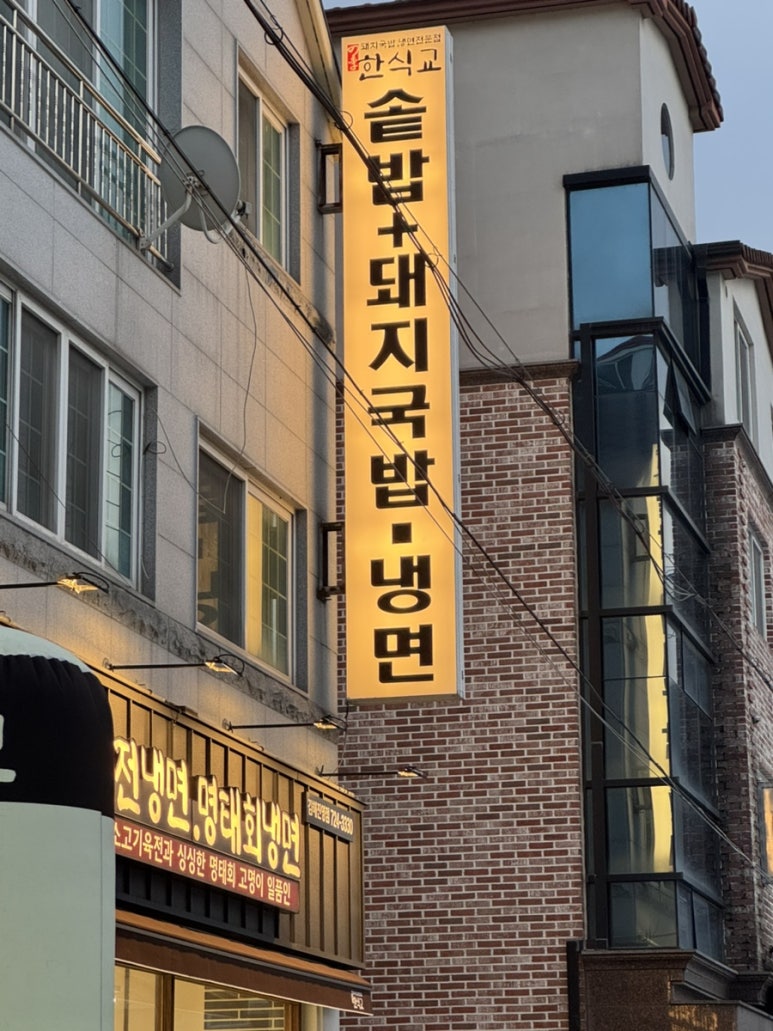 돼지국밥.냉면전문점
한식교
솥밥+돼지국밥·냉면
전냉면.명태회냉면
소고기육전과 싱싱한 명태회 고명이 일품인
724-3330